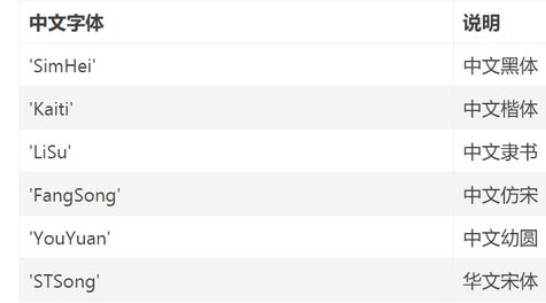 中文字体 说明
'SimHei' 中文黑体
'Kaiti' 中文楷体
'LiSu' 中文隶书
'FangSong' 中文仿宋
'YouYuan' 中文幼圆
'STSong' 华文宋体